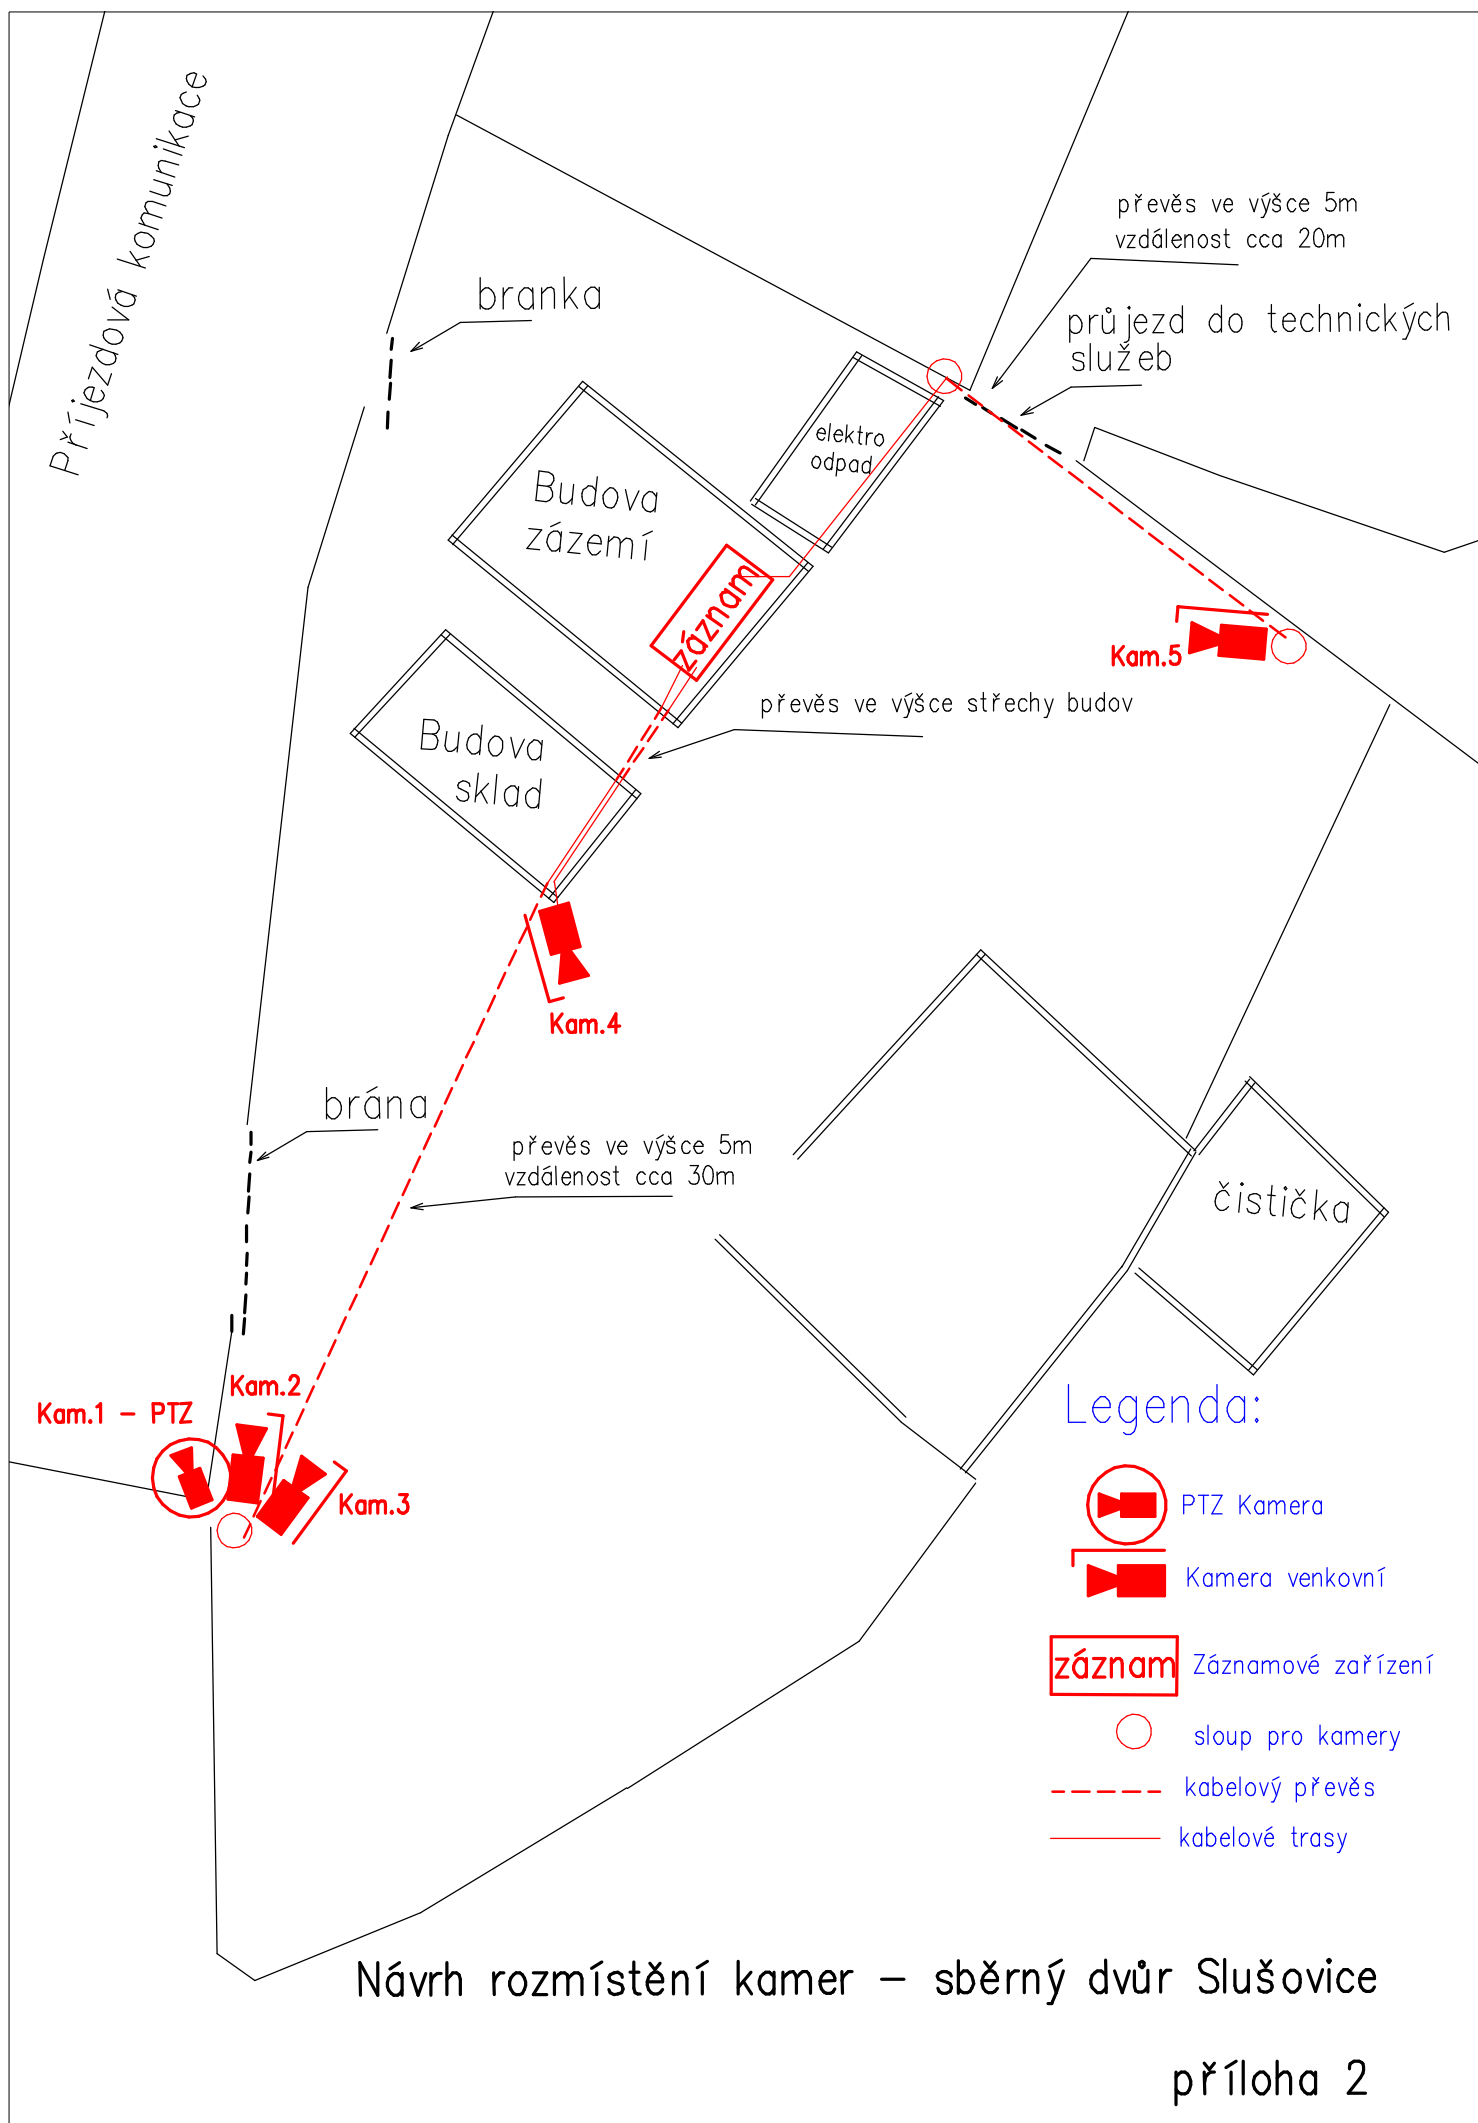 Příjezdová komunikace
převěs ve výšce 5m
vzdálenost cca 20m
branka
průjezd do technických
služeb
elektro
odpad
Budova
zázemí
záznam
Kam.5
převěs ve výšce střechy budov
Budova
sklad
Kam.4
brána
převěs ve výšce 5m
vzdálenost cca 30m
čistička
Kam.2
Kam.1 - PTZ
Kam.3
Legenda:
PTZ Kamera
Kamera venkovní
záznam Záznamové zařízení
sloup pro kamery
kabelový převěs
kabelové trasy
Návrh rozmístění kamer - sběrný dvůr Slušovice
příloha 2